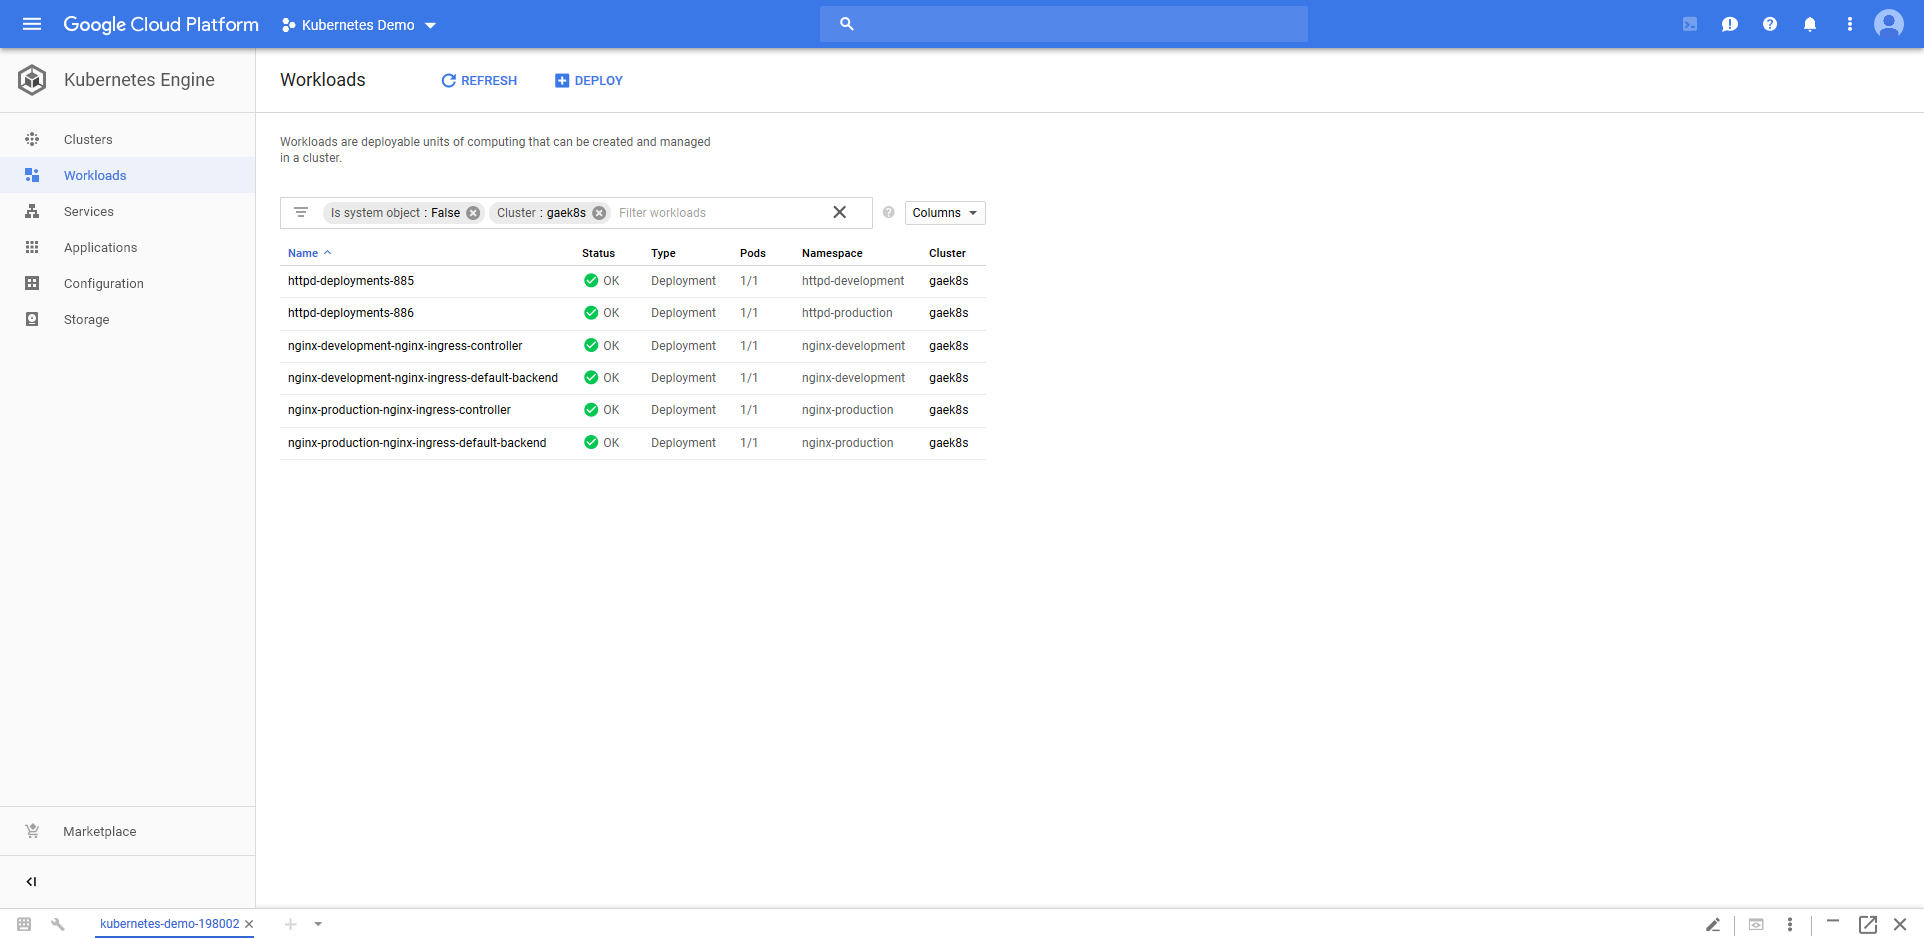 Google Cloud Platform Kubernetes Demo
Kubernetes Engine
Clusters
Workloads
Services
Applications
Configuration
Storage
Marketplace
Workloads REFRESH DEPLOY
Workloads are deployable units of computing that can be created and managed
in a cluster.
Is system object : False Cluster : gaek8s Filter workloads Columns
Name Status Type Pods Namespace Cluster
httpd-deployments-885 OK Deployment 1/1 httpd-development gaek8s
httpd-deployments-886 OK Deployment 1/1 httpd-production gaek8s
nginx-development-nginx-ingress-controller OK Deployment 1/1 nginx-development gaek8s
nginx-development-nginx-ingress-default-backend OK Deployment 1/1 nginx-development gaek8s
nginx-production-nginx-ingress-controller OK Deployment 1/1 nginx-production gaek8s
nginx-production-nginx-ingress-default-backend OK Deployment 1/1 nginx-production gaek8s
kubernetes-demo-198002